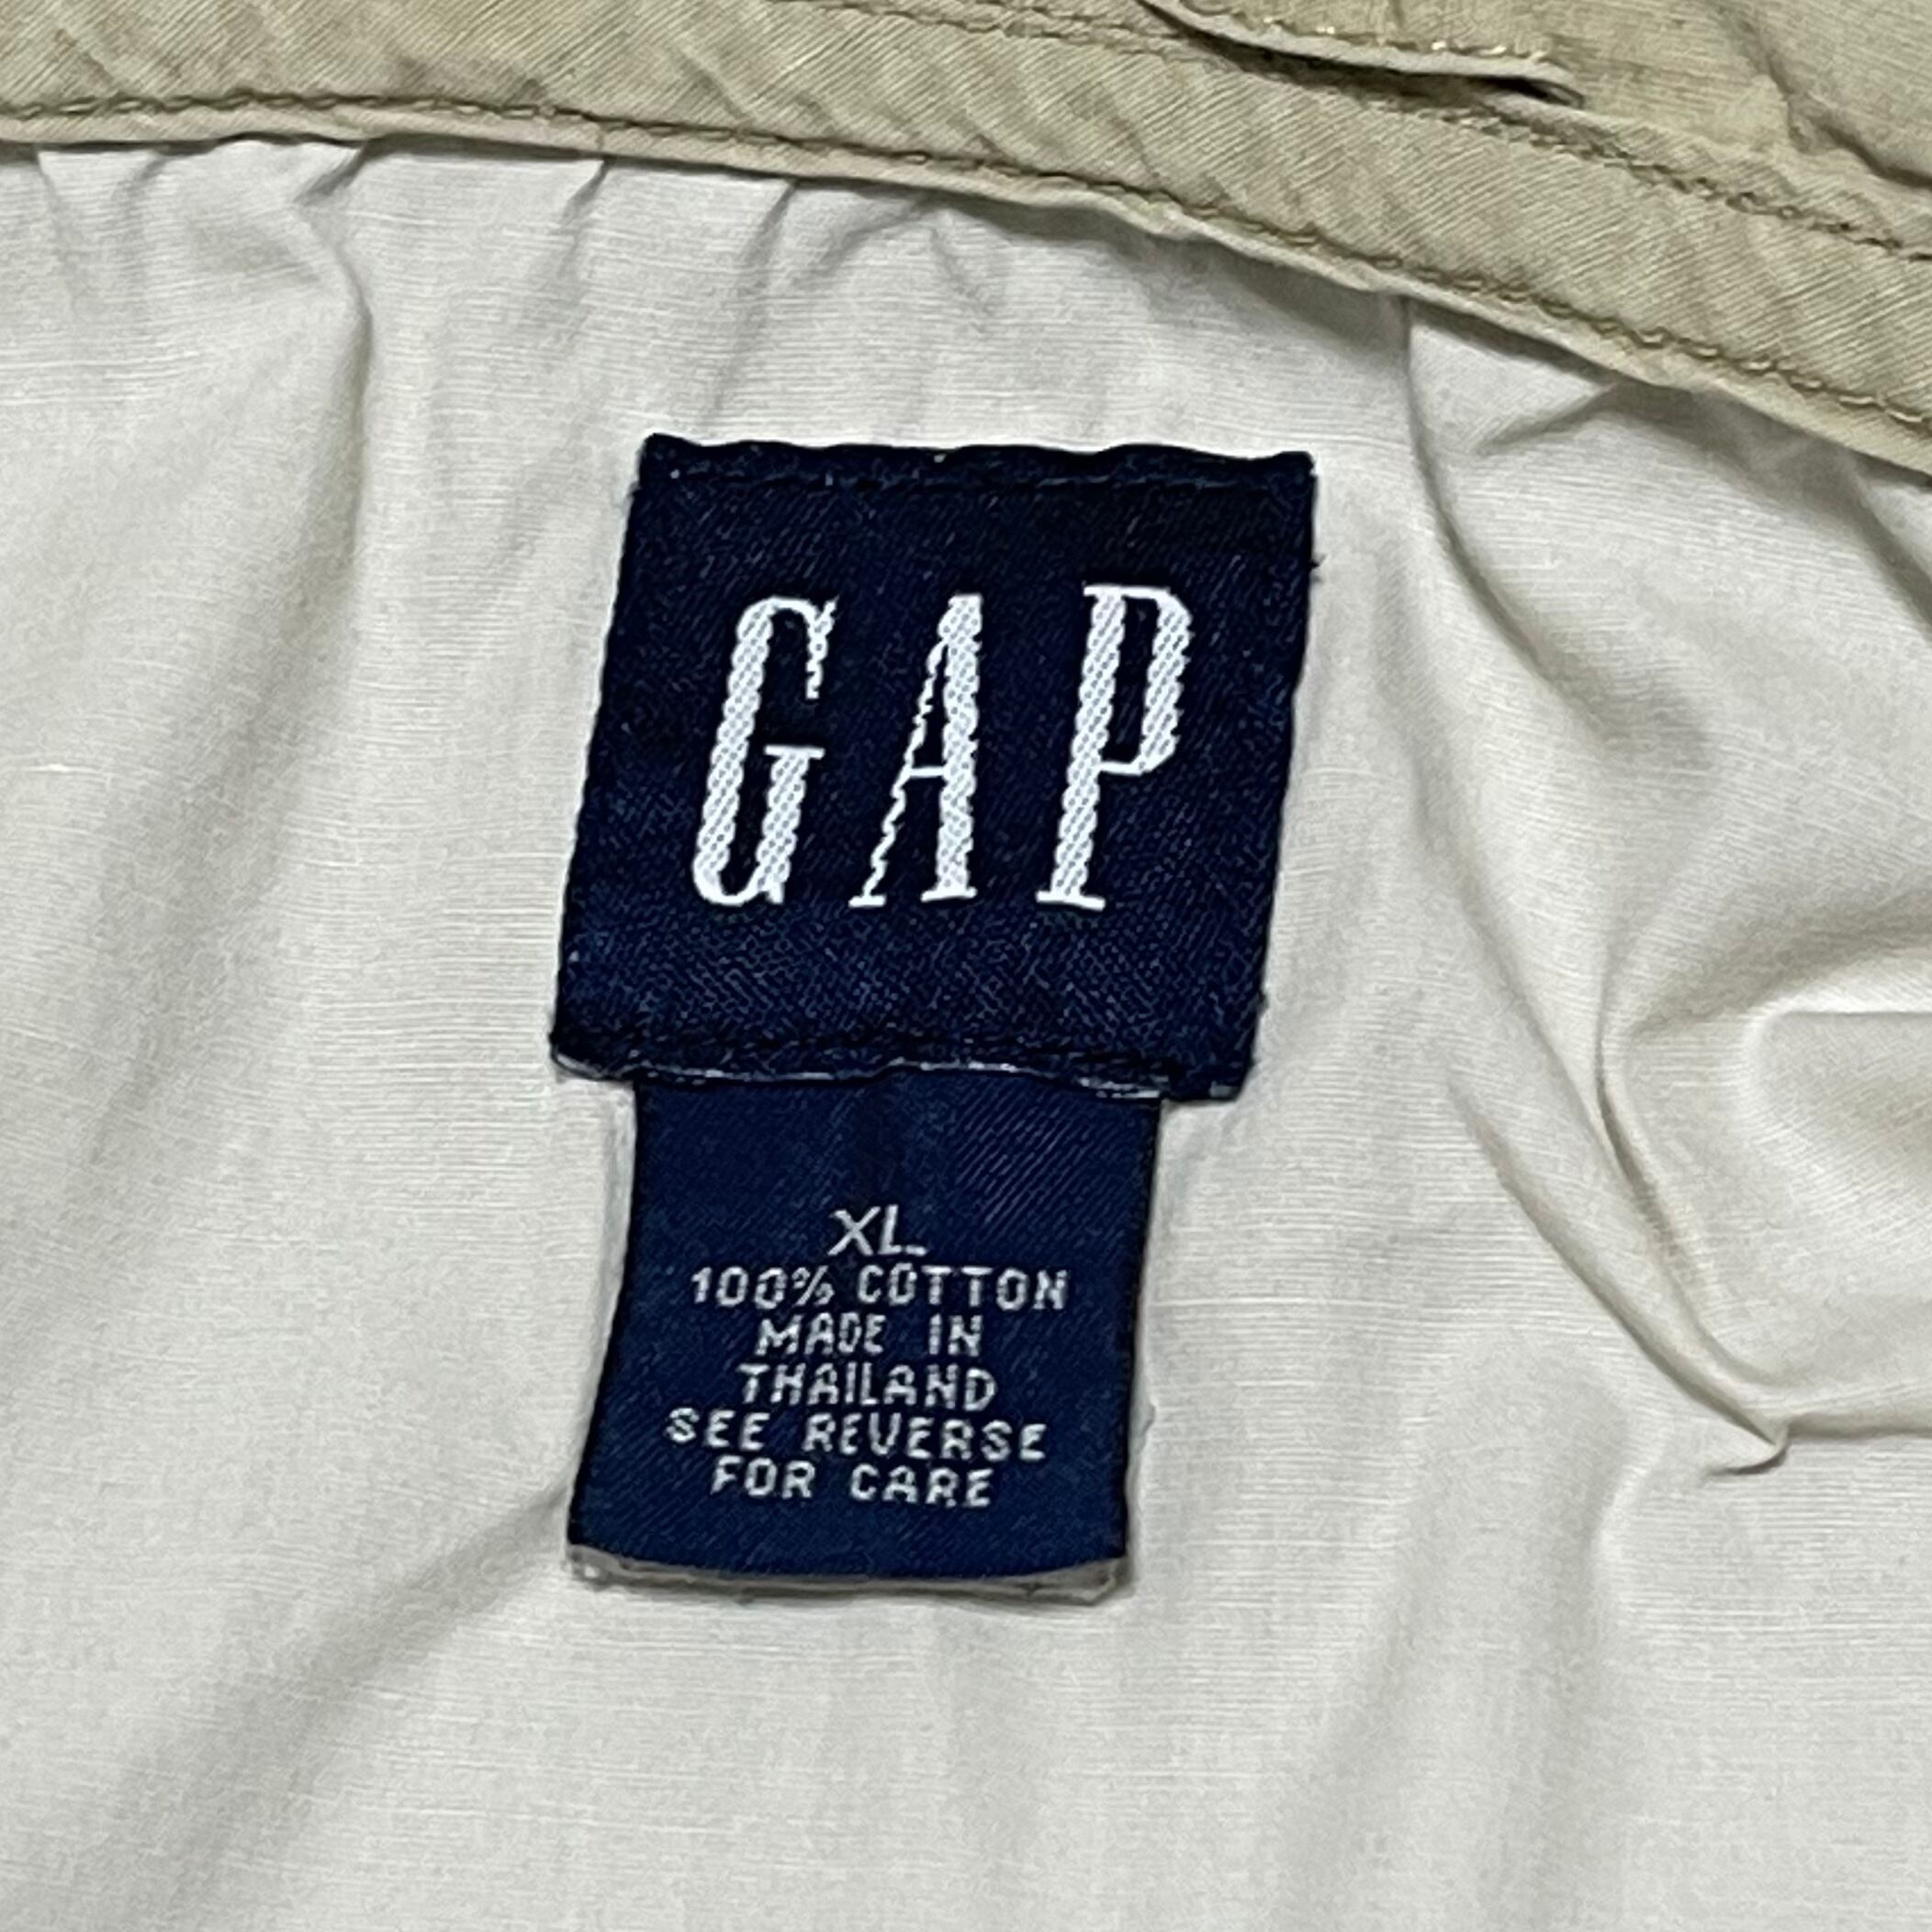 GAP
XL
100% COTTON
MADE IN
THAILAND
SEE REVERSE
FOR CARE